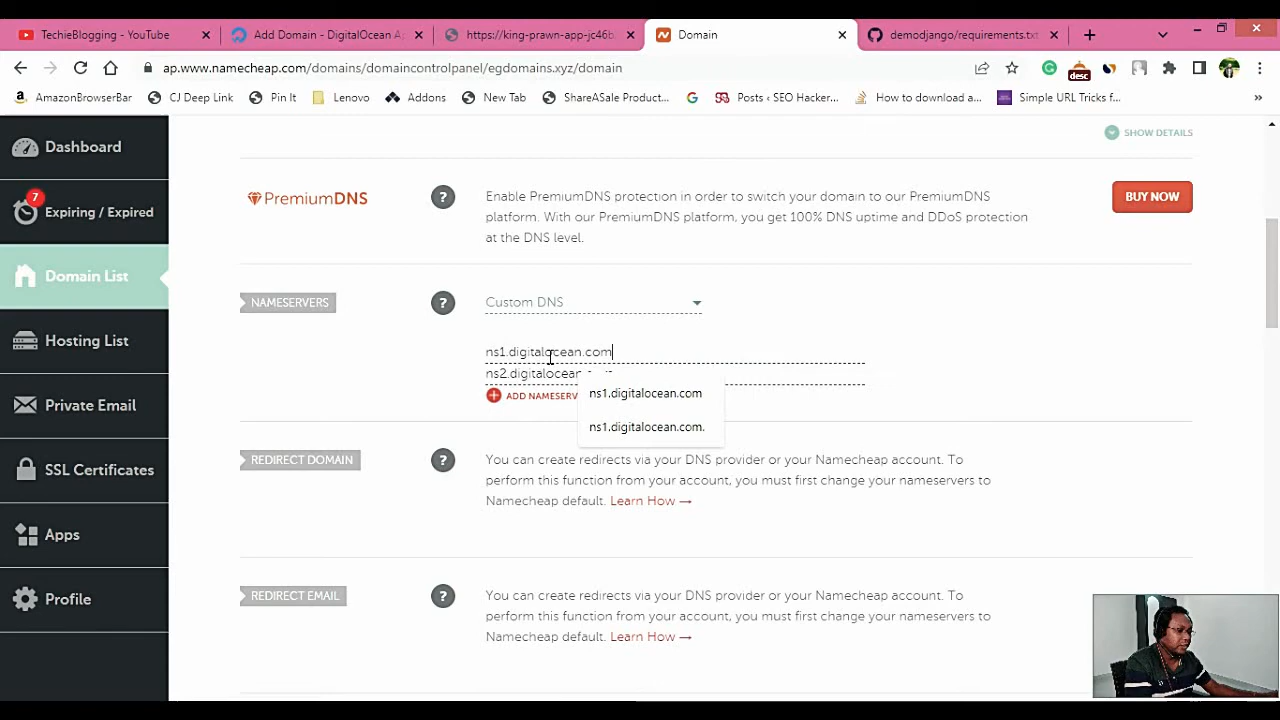 TechieBlogging - YouTube
Add Domain - DigitalOcean A
https://king-prawn-app-jc46b
Domain
demodjango/requirements.txt
ap.www.namecheap.com/domains/domaincontrolpanel/egdomains.xyz/domain
desc
AmazonBrowserBar
CJ Deep Link
Pin It
Lenovo
Addons
New Tab
ShareASale Product...
Posts ‹ SEO Hacker...
How to download a...
Simple URL Tricks f...
»
SHOW DETAILS
Dashboard
7
Expiring / Expired
Domain List
Hosting List
Private Email
SSL Certificates
Apps
Profile
PremiumDNS
?
Enable PremiumDNS protection in order to switch your domain to our PremiumDNS
platform. With our PremiumDNS platform, you get 100% DNS uptime and DDoS protection
at the DNS level.
BUY NOW
NAMESERVERS
?
Custom DNS
ns1.digitalocean.com
ns2.digitalocean
ADD NAMESERV
ns1.digitalocean.com
ns1.digitalocean.com.
REDIRECT DOMAIN
?
You can create redirects via your DNS provider or your Namecheap account. To
perform this function from your account, you must first change your nameservers to
Namecheap default. Learn How →
REDIRECT EMAIL
?
You can create redirects via your DNS provider or your Namecheap account. To
perform this function from your account, you must first change your nameservers to
Namecheap default. Learn How →